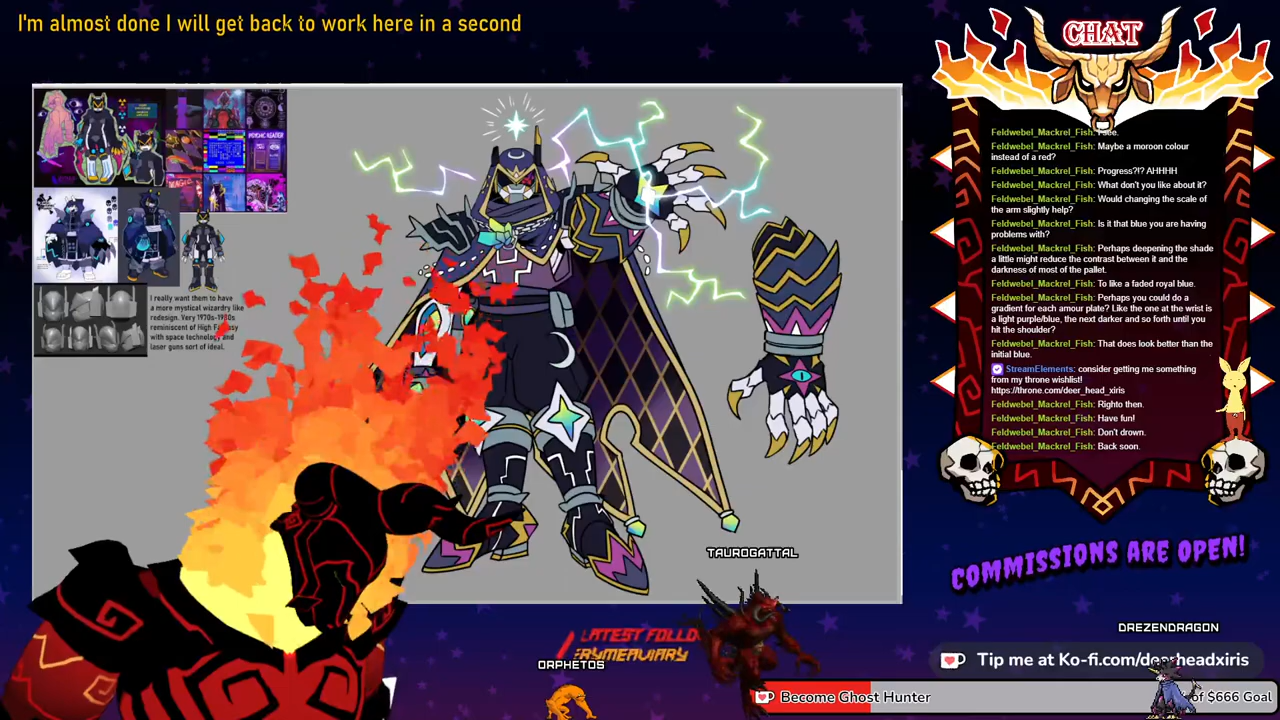 I'm almost done I will get back to work here in a second
CHAT
Feldwebel_Mackrel_Fish: I see.
Feldwebel_Mackrel_Fish: Maybe a moroon colour
instead of a red?
Feldwebel_Mackrel_Fish: Progress?!? AHHHH
Feldwebel_Mackrel_Fish: What don't you like about it?
Feldwebel_Mackrel_Fish: Would changing the scale of
the arm slightly help?
Feldwebel_Mackrel_Fish: Is it that blue you are having
problems with?
Feldwebel_Mackrel_Fish: Perhaps deepening the shade
a little might reduce the contrast between it and the
darkness of most of the pallet.
Feldwebel_Mackrel_Fish: To like a faded royal blue.
Feldwebel_Mackrel_Fish: Perhaps you could do a
gradient for each amour plate? Like the one at the wrist is
a light purple/blue, the next darker and so forth until you
hit the shoulder?
Feldwebel_Mackrel_Fish: That does look better than the
initial blue.
StreamElements: consider getting me something
from my throne wishlist!
https://throne.com/deer_head_xiris
Feldwebel_Mackrel_Fish: Righto then.
Feldwebel_Mackrel_Fish: Have fun!
Feldwebel_Mackrel_Fish: Don't drown.
Feldwebel_Mackrel_Fish: Back soon.
I really want them to have
a more mystical wizardry like
redesign. Very 1970s-1980s
reminiscent of High Fantasy
with space technology and
laser guns sort of ideal.
TAUROGATTAL
COMMISSIONS ARE OPEN!
DREZENDRAGON
LATEST FOLLO
RYMEAVIARY
ORPHETOS
Tip me at Ko-fi.com/deerheadxiris
Become Ghost Hunter
of $666 Goal